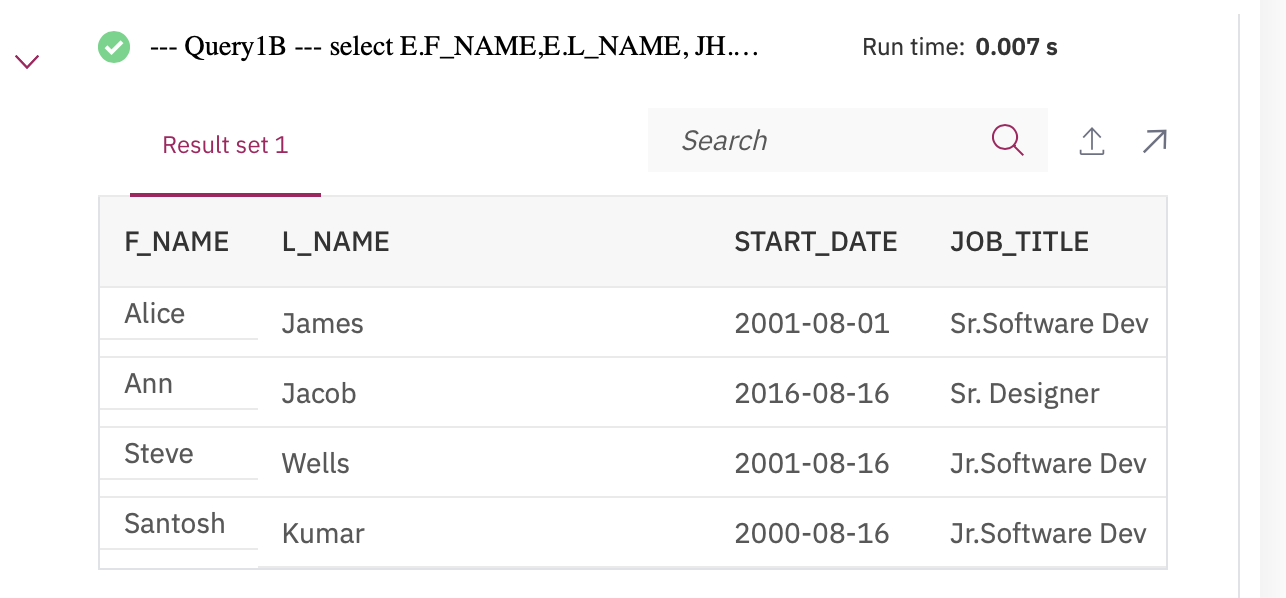 --- Query1B --- select E.F_NAME,E.L_NAME, JH.… Run time: 0.007 s
Result set 1 Search
F_NAME L_NAME START_DATE JOB_TITLE
Alice James 2001-08-01 Sr.Software Dev
Ann Jacob 2016-08-16 Sr. Designer
Steve Wells 2001-08-16 Jr.Software Dev
Santosh Kumar 2000-08-16 Jr.Software Dev